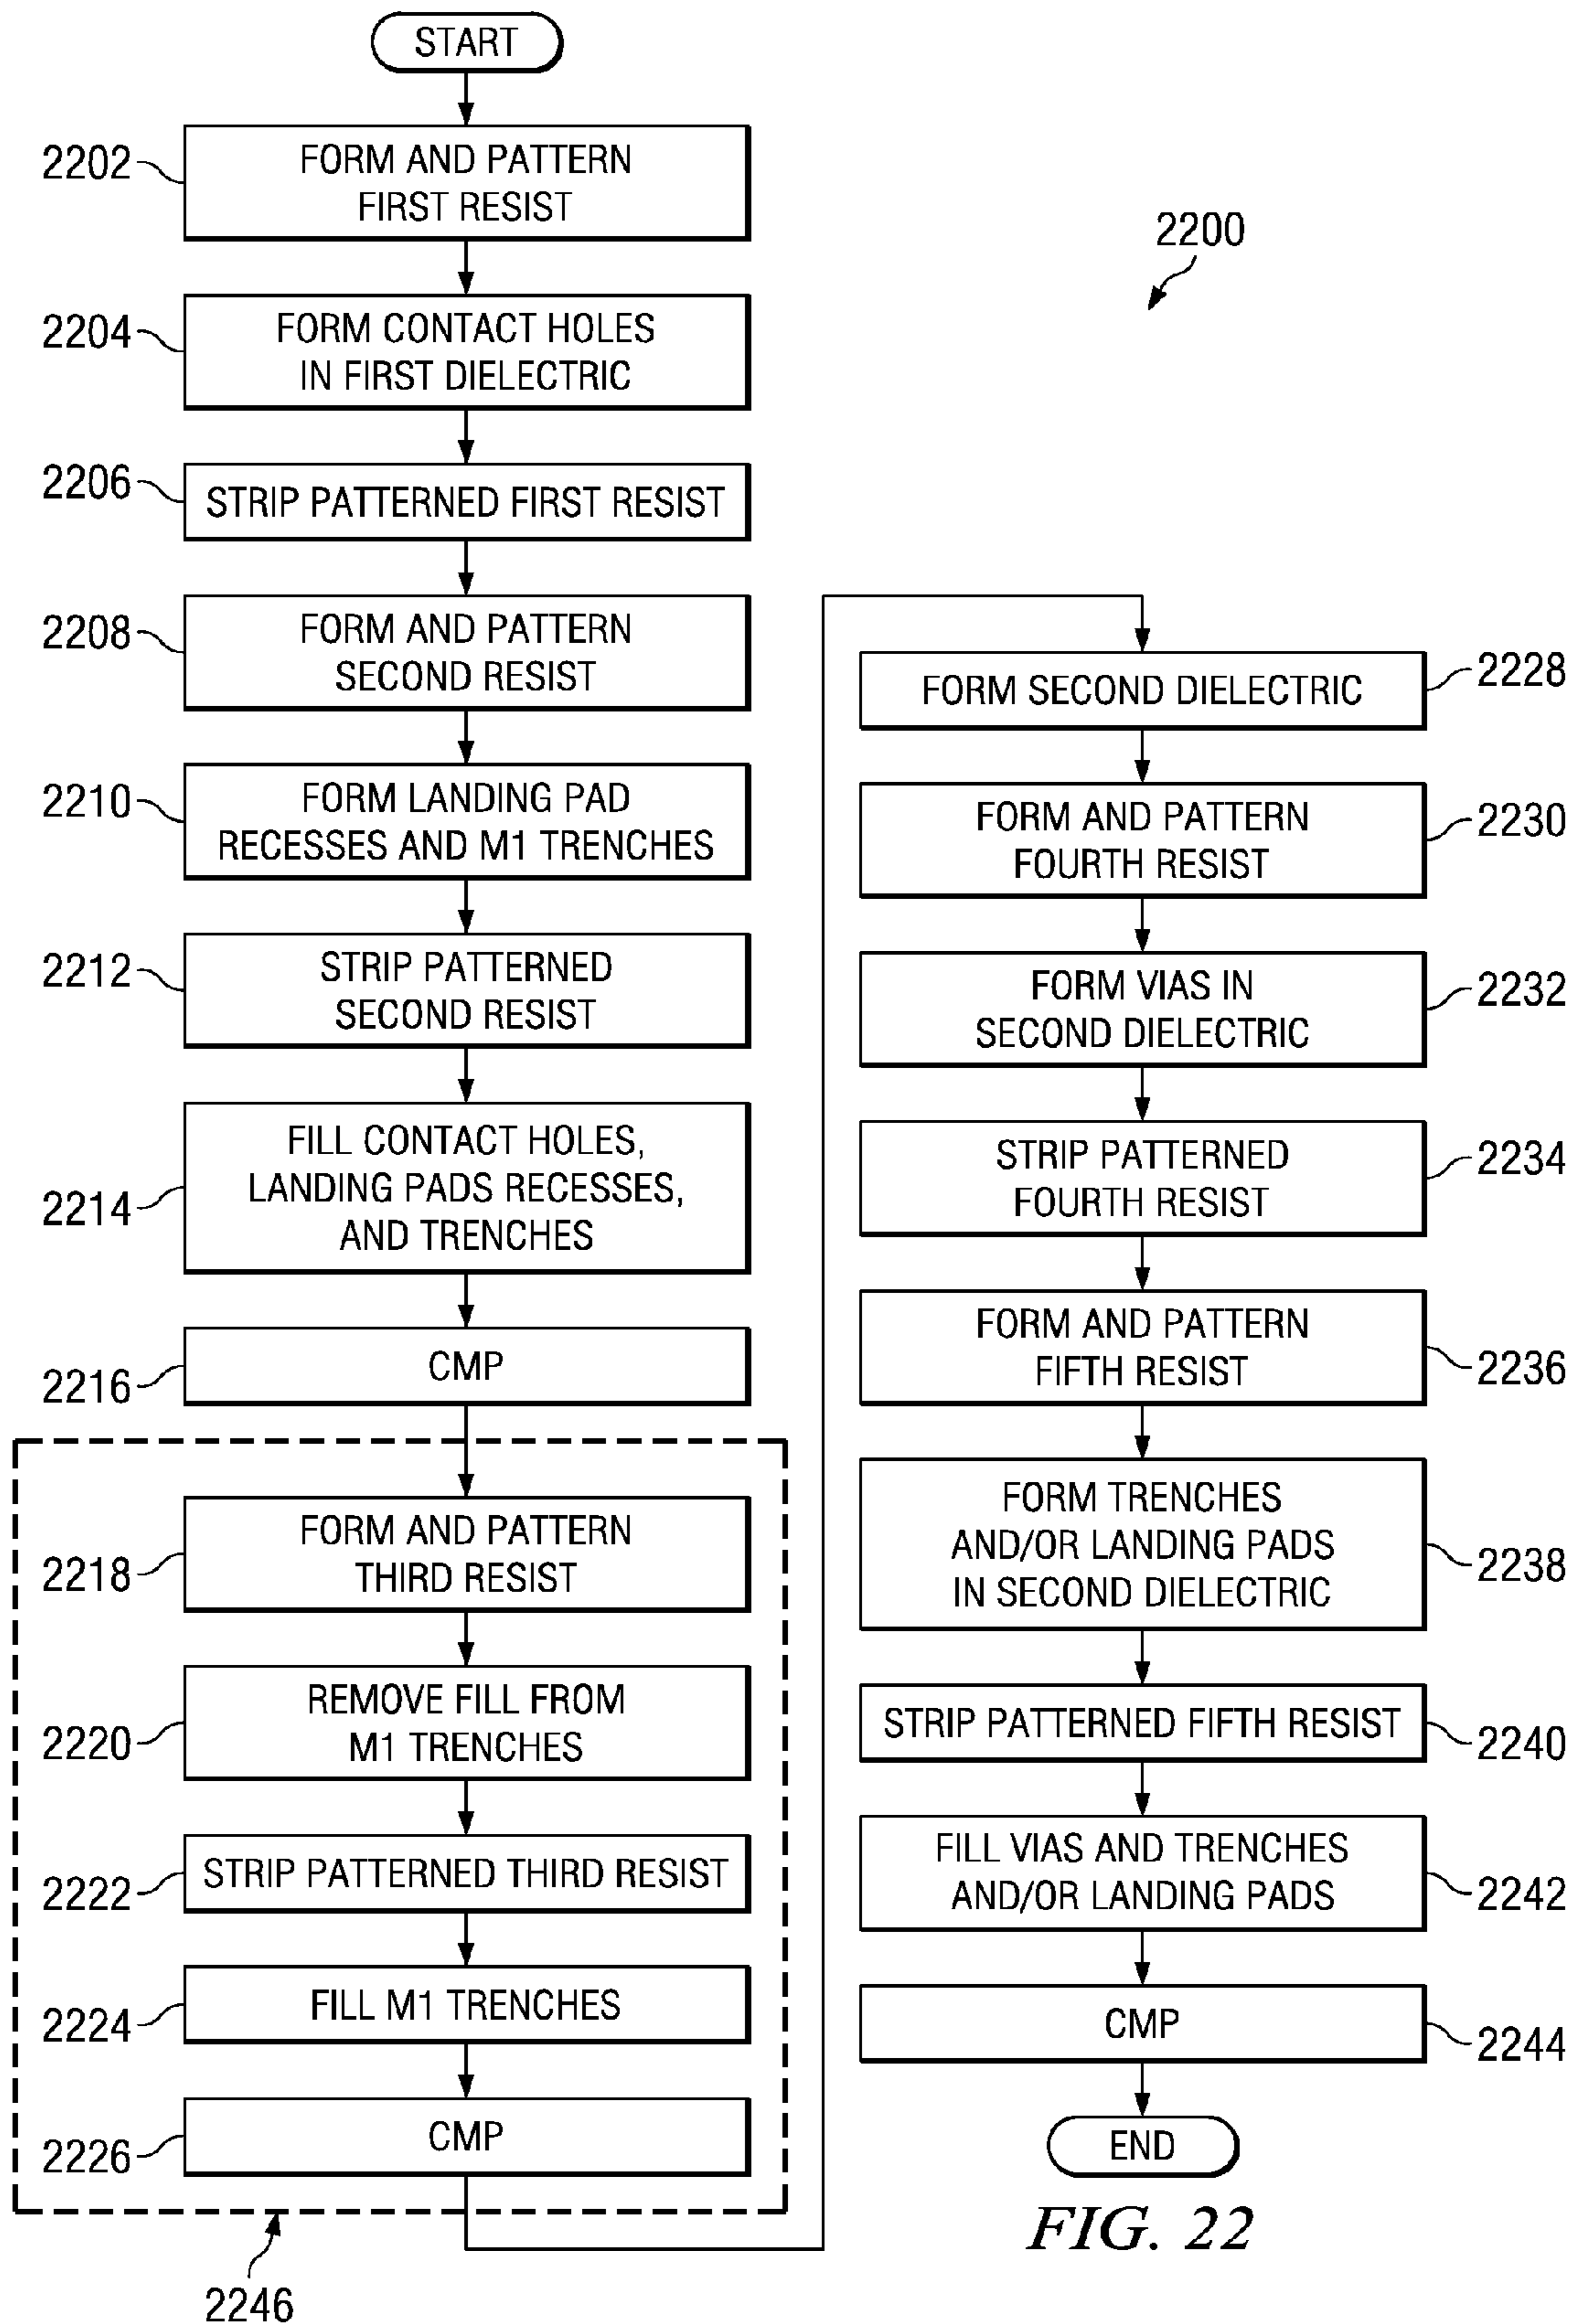 START
2202
FORM AND PATTERN
FIRST RESIST
2204
FORM CONTACT HOLES
IN FIRST DIELECTRIC
2206
STRIP PATTERNED FIRST RESIST
2208
FORM AND PATTERN
SECOND RESIST
2210
FORM LANDING PAD
RECESSES AND M1 TRENCHES
2212
STRIP PATTERNED
SECOND RESIST
2214
FILL CONTACT HOLES,
LANDING PADS RECESSES,
AND TRENCHES
2216
CMP
2218
FORM AND PATTERN
THIRD RESIST
2220
REMOVE FILL FROM
M1 TRENCHES
2222
STRIP PATTERNED THIRD RESIST
2224
FILL M1 TRENCHES
2226
CMP
2246
2200
FORM SECOND DIELECTRIC
2228
FORM AND PATTERN
FOURTH RESIST
2230
FORM VIAS IN
SECOND DIELECTRIC
2232
STRIP PATTERNED
FOURTH RESIST
2234
FORM AND PATTERN
FIFTH RESIST
2236
FORM TRENCHES
AND/OR LANDING PADS
IN SECOND DIELECTRIC
2238
STRIP PATTERNED FIFTH RESIST
2240
FILL VIAS AND TRENCHES
AND/OR LANDING PADS
2242
CMP
2244
END
FIG. 22